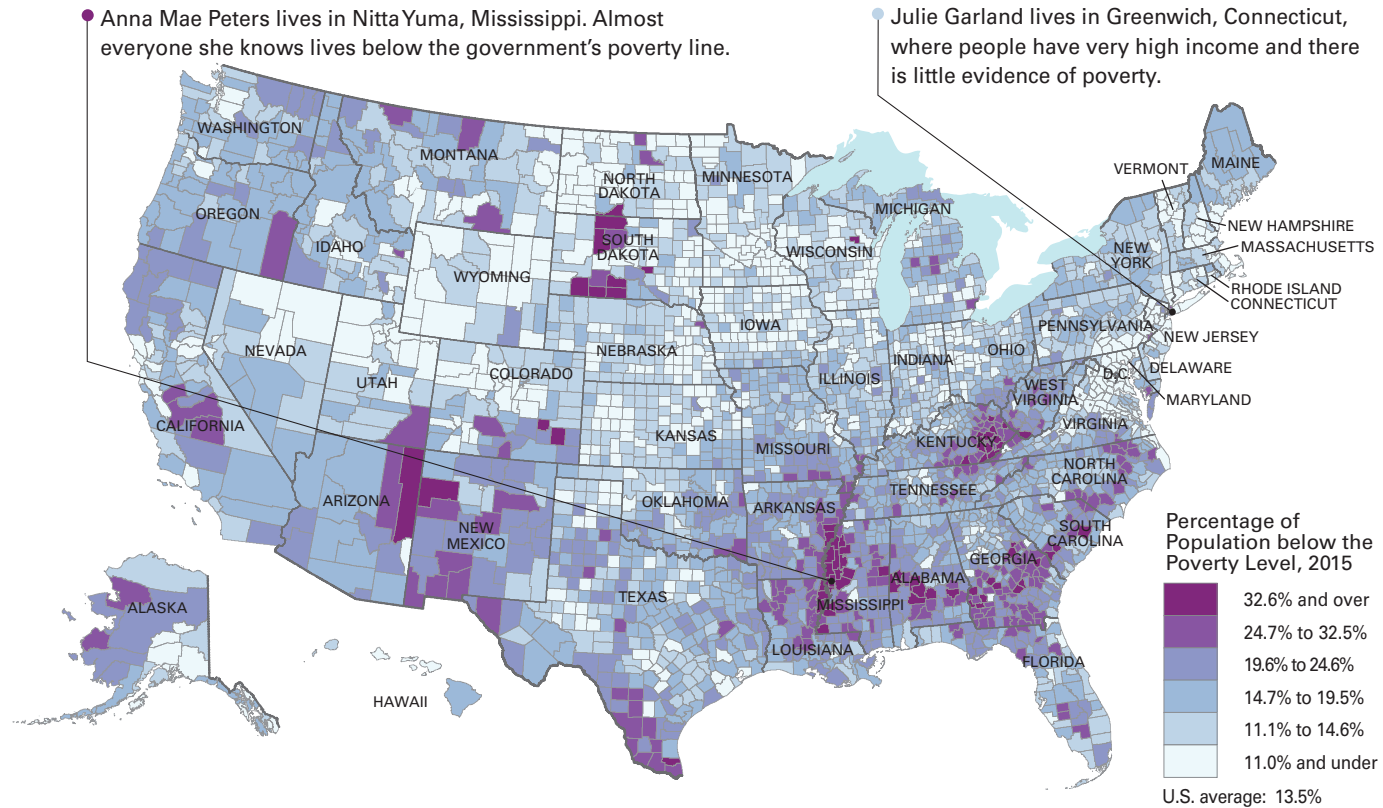 Anna Mae Peters lives in Nitta Yuma, Mississippi. Almost
everyone she knows lives below the government’s poverty line.
Julie Garland lives in Greenwich, Connecticut,
where people have very high income and there
is little evidence of poverty.
WASHINGTON
MONTANA
NORTH
DAKOTA
MINNESOTA
VERMONT
MAINE
OREGON
IDAHO
SOUTH
DAKOTA
WISCONSIN
MICHIGAN
NEW HAMPSHIRE
MASSACHUSETTS
NEW
YORK
WYOMING
RHODE ISLAND
CONNECTICUT
IOWA
PENNSYLVANIA
NEW JERSEY
NEVADA
NEBRASKA
INDIANA
OHIO
UTAH
COLORADO
ILLINOIS
D.C.
DELAWARE
WEST
VIRGINIA
MARYLAND
CALIFORNIA
KANSAS
MISSOURI
KENTUCKY
VIRGINIA
ARIZONA
NEW
MEXICO
OKLAHOMA
ARKANSAS
TENNESSEE
NORTH
CAROLINA
SOUTH
CAROLINA
GEORGIA
ALABAMA
MISSISSIPPI
TEXAS
LOUISIANA
FLORIDA
ALASKA
HAWAII
Percentage of
Population below the
Poverty Level, 2015
32.6% and over
24.7% to 32.5%
19.6% to 24.6%
14.7% to 19.5%
11.1% to 14.6%
11.0% and under
U.S. average: 13.5%